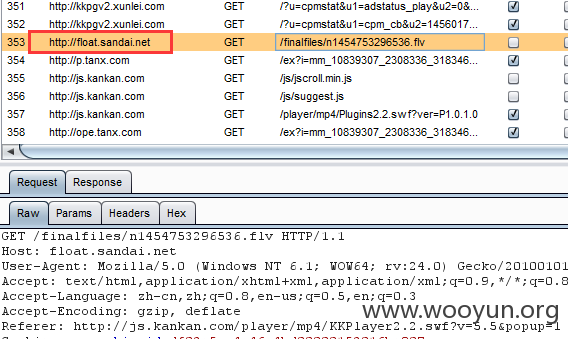 351 http://kkpgv2.xunlei.com GET /?u=cpmstat&u1=adstatus_play&u2=0&...
352 http://kkpgv2.xunlei.com GET /?u=cpmstat&u1=cpm_cb&u2=1456017...
353 http://float.sandai.net GET /finalfiles/n1454753296536.flv
354 http://p.tanx.com GET /ex?i=mm_10839307_2308336_318346...
355 http://js.kankan.com GET /js/jscroll.min.js
356 http://js.kankan.com GET /js/suggest.js
357 http://js.kankan.com GET /player/mp4/Plugins2.2.swf?ver=P1.0.1.0
358 http://ope.tanx.com GET /ex?i=mm_10839307_2308336_318346...
Request Response
Raw Params Headers Hex
GET /finalfiles/n1454753296536.flv HTTP/1.1
Host: float.sandai.net
User-Agent: Mozilla/5.0 (Windows NT 6.1; WOW64; rv:24.0) Gecko/20100101
Accept: text/html,application/xhtml+xml,application/xml;q=0.9,*/*;q=0.8
Accept-Language: zh-cn,zh;q=0.8,en-us;q=0.5,en;q=0.3
Accept-Encoding: gzip, deflate
www.wooyun.org
Referer: http://js.kankan.com/player/mp4/KKPlayer2.2.swf?v=5.5&popup=1